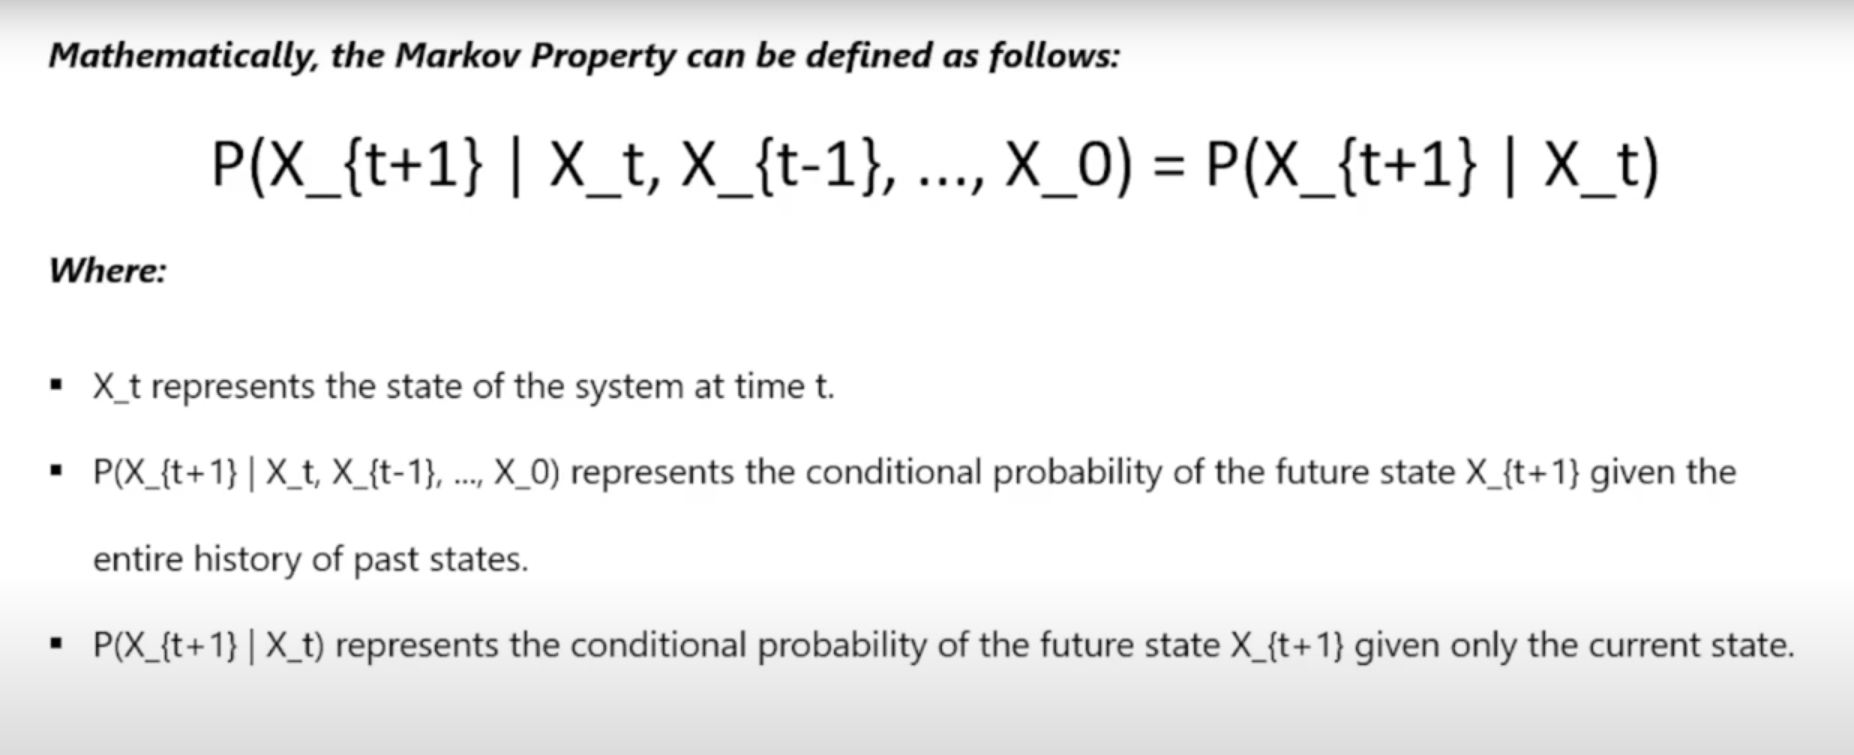 Mathematically, the Markov Property can be defined as follows:
P(X_{t+1} | X_t, X_{t-1}, ..., X_0) = P(X_{t+1} | X_t)
Where:
▪ X_t represents the state of the system at time t.
▪ P(X_{t+1} | X_t, X_{t-1}, ..., X_0) represents the conditional probability of the future state X_{t+1} given the
entire history of past states.
▪ P(X_{t+1} | X_t) represents the conditional probability of the future state X_{t+1} given only the current state.